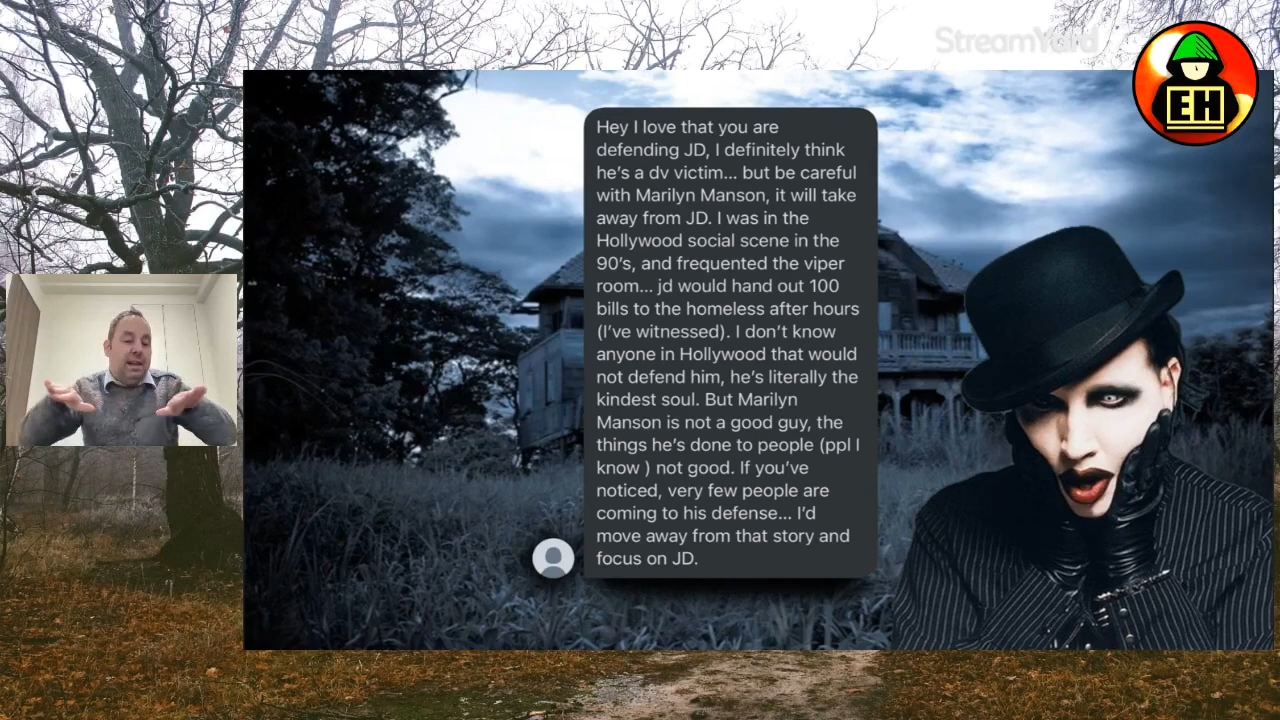 StreamYard
EH
Hey I love that you are
defending JD, I definitely think
he's a dv victim... but be careful
with Marilyn Manson, it will take
away from JD. I was in the
Hollywood social scene in the
90's, and frequented the viper
room... jd would hand out 100
bills to the homeless after hours
(I've witnessed). I don't know
anyone in Hollywood that would
not defend him, he's literally the
kindest soul. But Marilyn
Manson is not a good guy, the
things he's done to people (ppl I
know ) not good. If you've
noticed, very few people are
coming to his defense... I'd
move away from that story and
focus on JD.